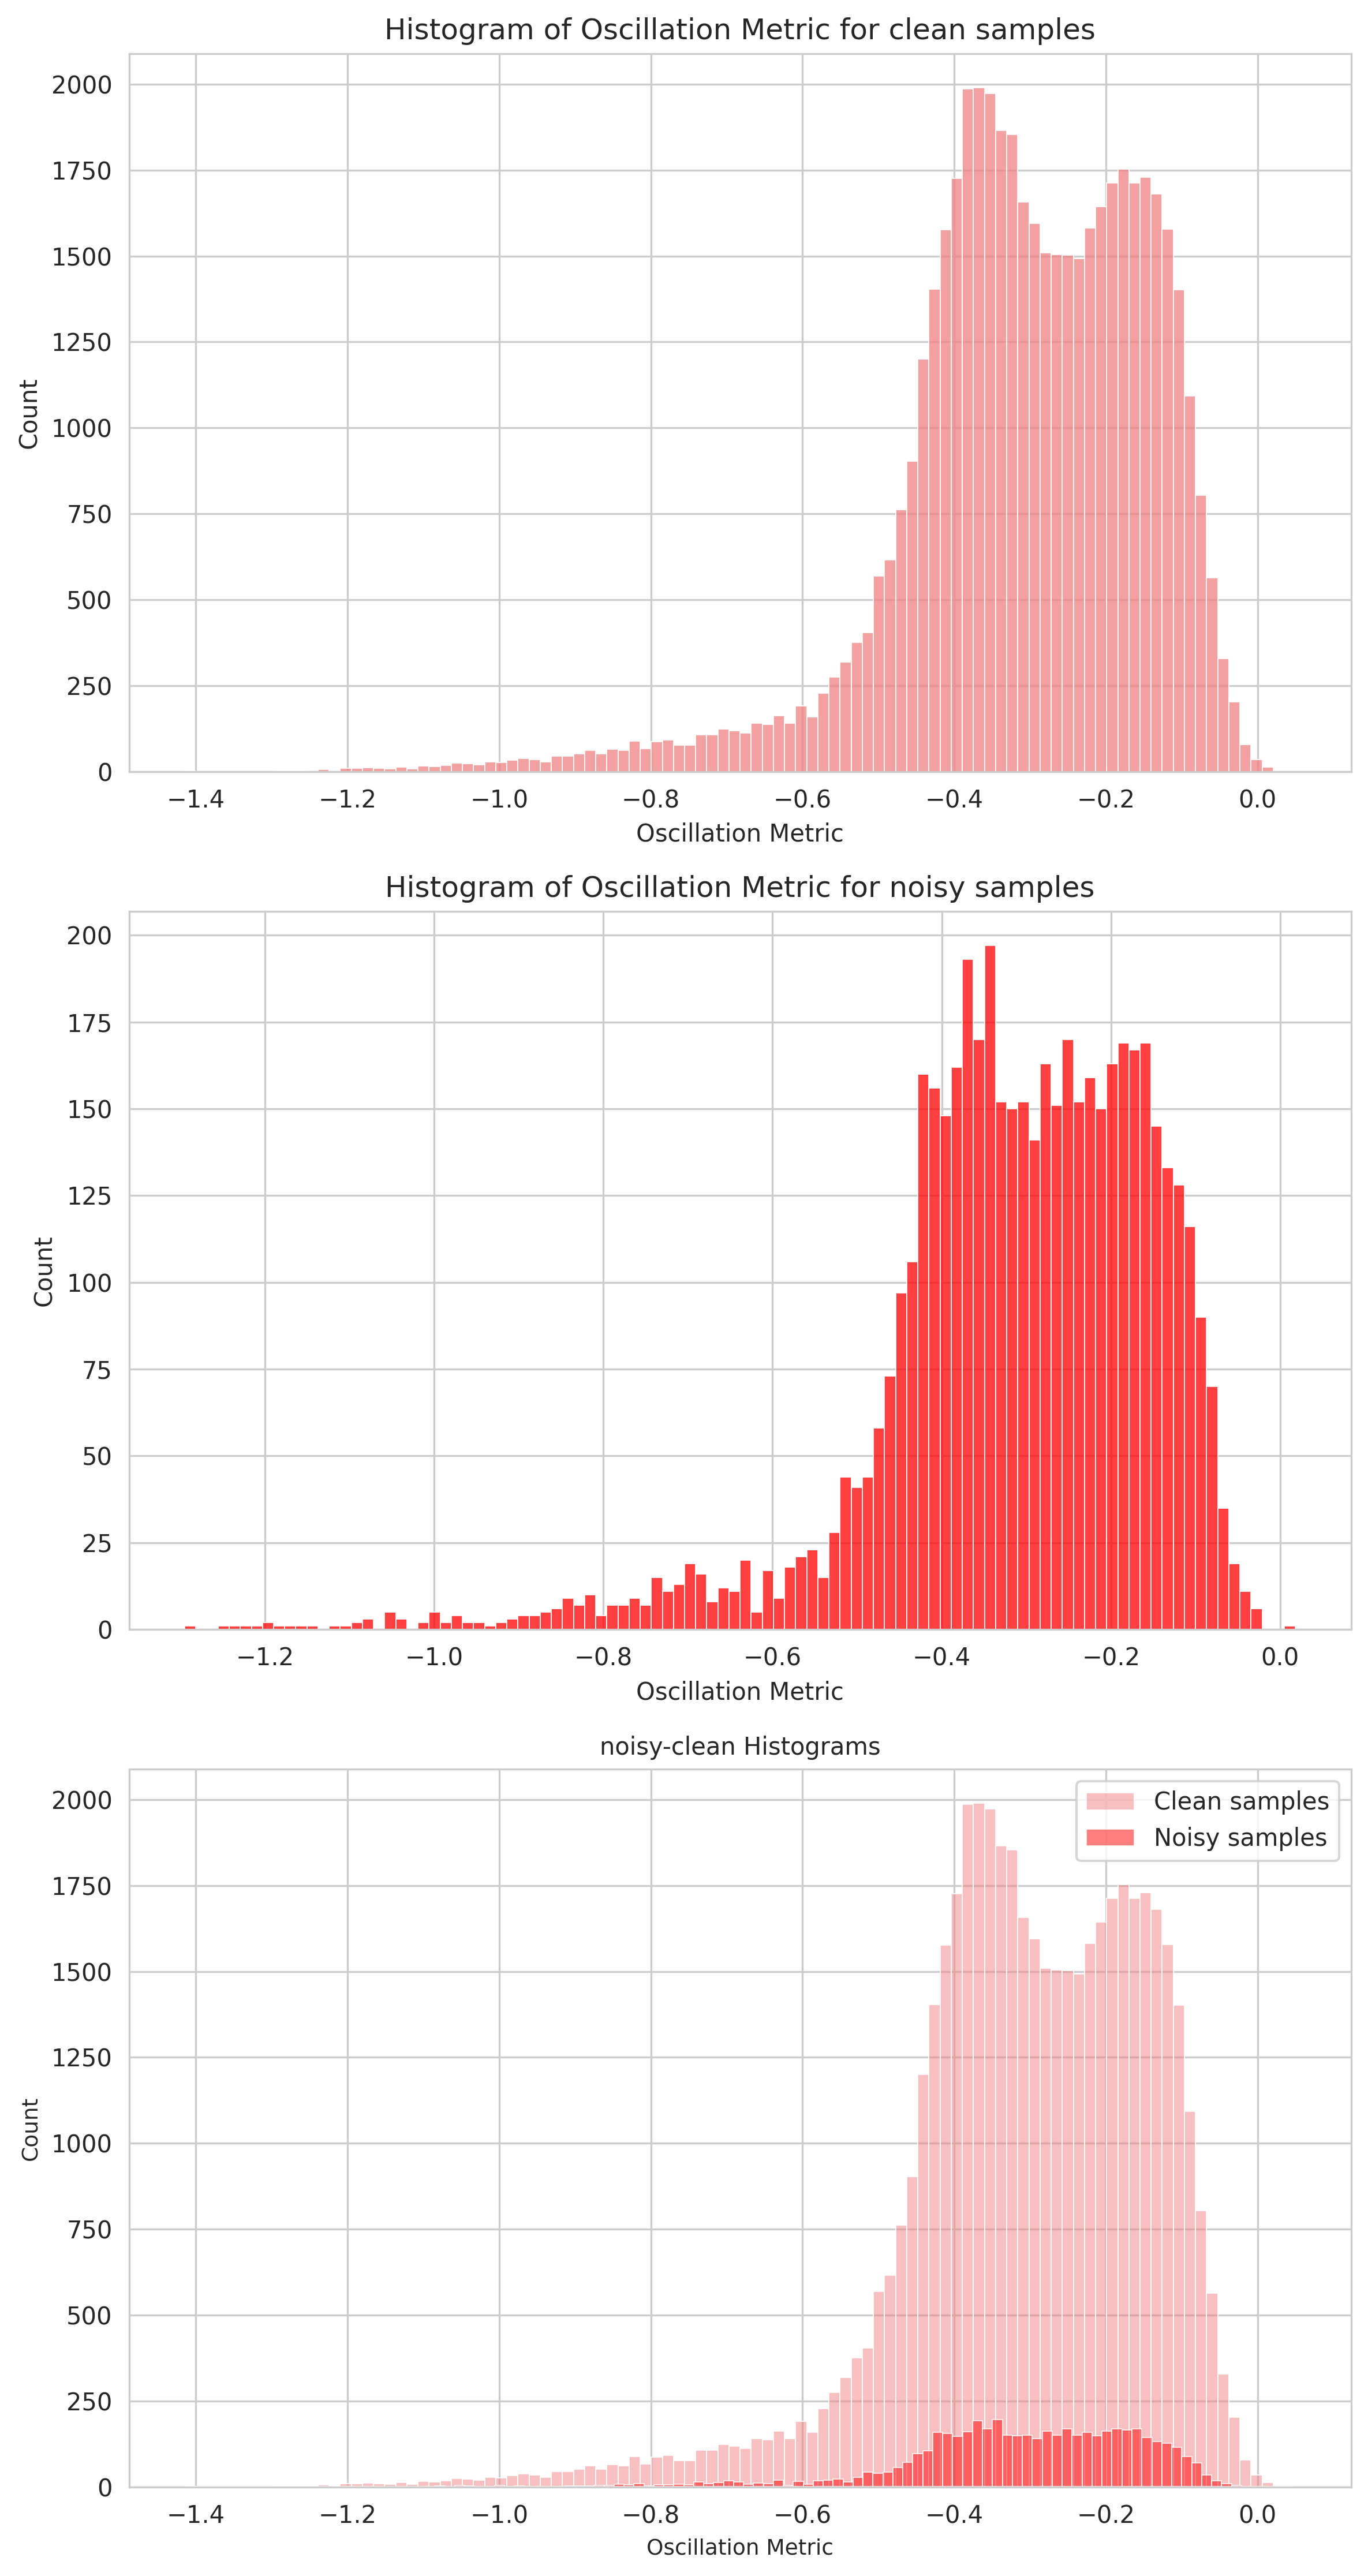 Histogram of Oscillation Metric for clean samples
2000
1750
1500
1250
1000
750
500
250
0
Count
−1.4 −1.2 −1.0 −0.8 −0.6 −0.4 −0.2 0.0
Oscillation Metric
Histogram of Oscillation Metric for noisy samples
200
175
150
125
100
75
50
25
0
Count
−1.2 −1.0 −0.8 −0.6 −0.4 −0.2 0.0
Oscillation Metric
noisy-clean Histograms
Clean samples
Noisy samples
2000
1750
1500
1250
1000
750
500
250
0
Count
−1.4 −1.2 −1.0 −0.8 −0.6 −0.4 −0.2 0.0
Oscillation Metric